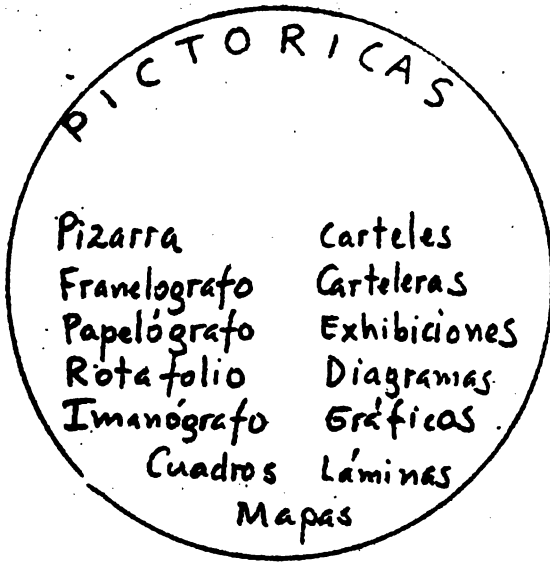 PICTORICAS
Pizarra Carteles
Franelografo Carteleras
Papelógrafo Exhibiciones
Rotafolio Diagramas
Imanógrafo Gráficos
Cuadros Láminas
Mapas